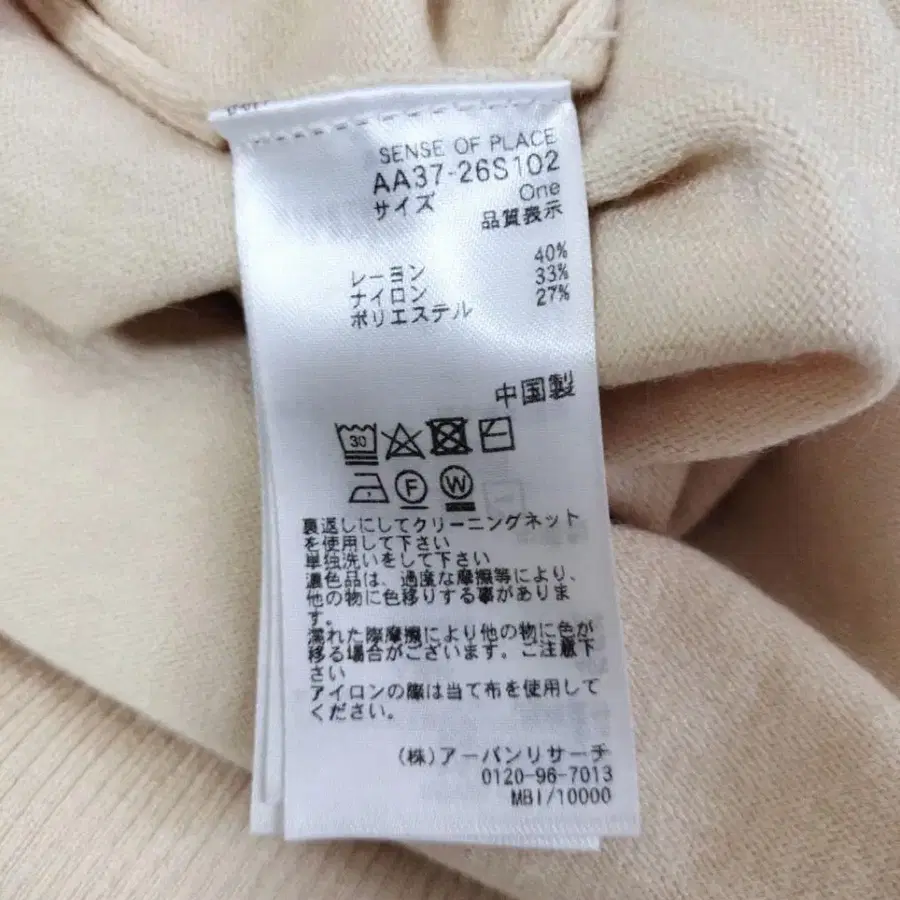 SENSE OF PLACE
AA37-26S102
サイズ One
品質表示
レーヨン 40%
ナイロン 33%
ポリエステル 27%
中国製
30
F W
裏返しにしてクリーニングネット
を使用して下さい
単独洗いをして下さい
濃色品は、過度な摩擦等により、
他の物に色移りする事がありま
す。
濡れた際摩擦により他の物に色が
移る場合がございます。ご注意下
さい
アイロンの際は当て布を使用して
ください。
(株)アーバンリサーチ
0120-96-7013
MBI/10000